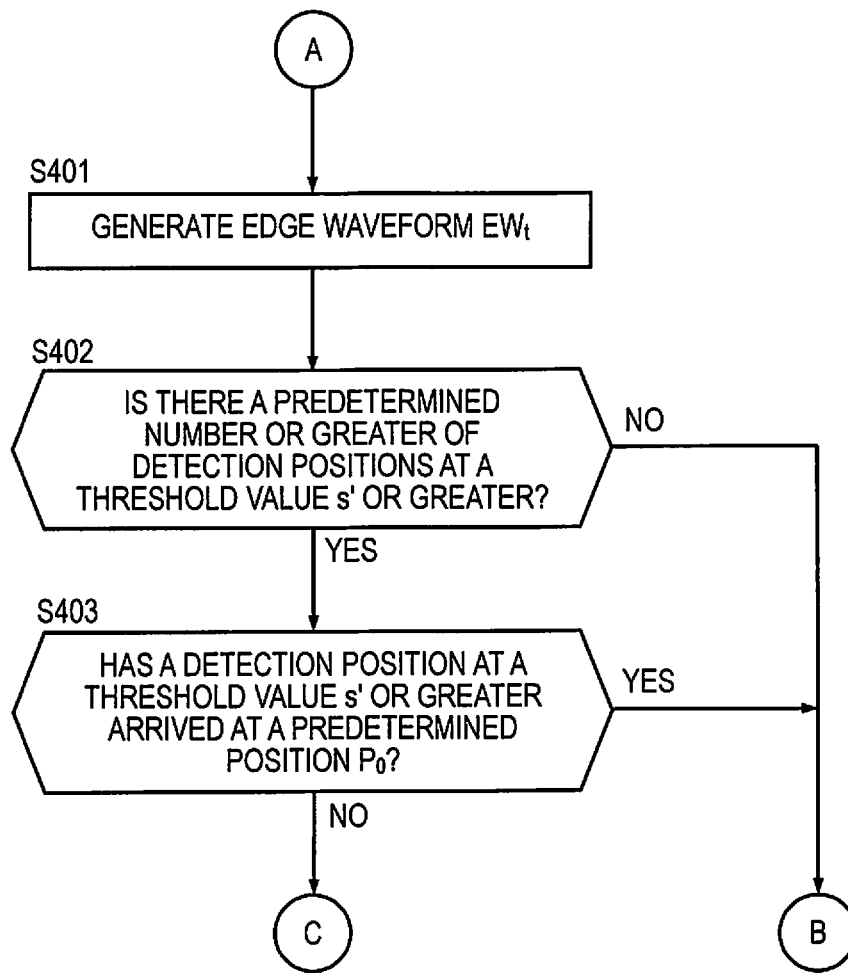 A
S401
GENERATE EDGE WAVEFORM EWt
S402
IS THERE A PREDETERMINED
NUMBER OR GREATER OF
DETECTION POSITIONS AT A
THRESHOLD VALUE s' OR GREATER?
NO
YES
S403
HAS A DETECTION POSITION AT A
THRESHOLD VALUE s' OR GREATER
ARRIVED AT A PREDETERMINED
POSITION P0?
YES
NO
C
B